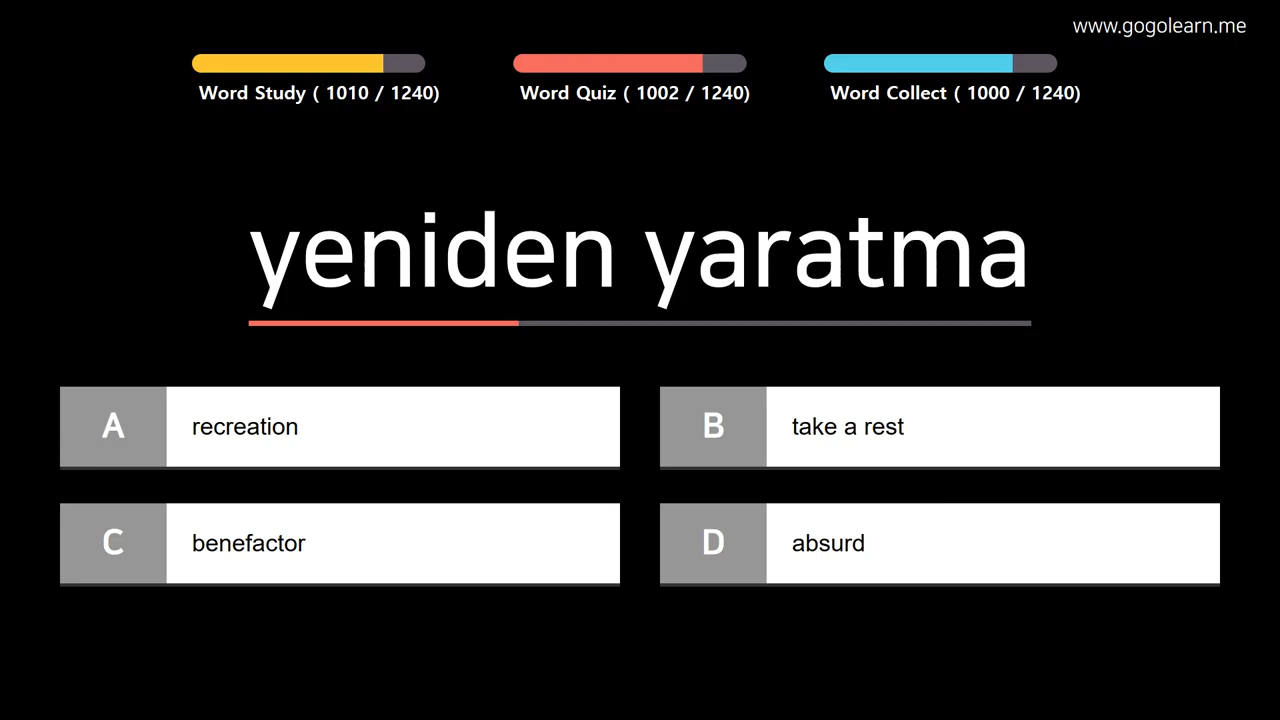 www.gogolearn.me
Word Study ( 1010 / 1240)
Word Quiz ( 1002 / 1240)
Word Collect ( 1000 / 1240)
yeniden yaratma
A recreation
B take a rest
C benefactor
D absurd